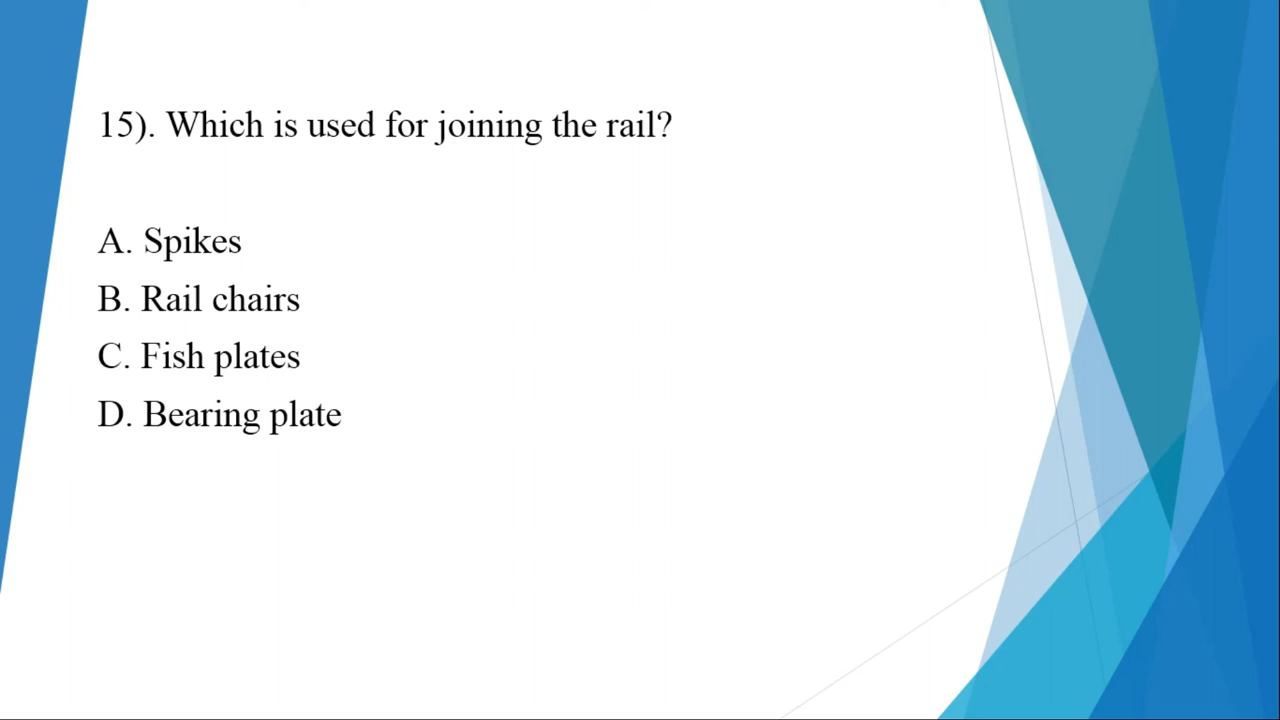 15). Which is used for joining the rail?
A. Spikes
B. Rail chairs
C. Fish plates
D. Bearing plate